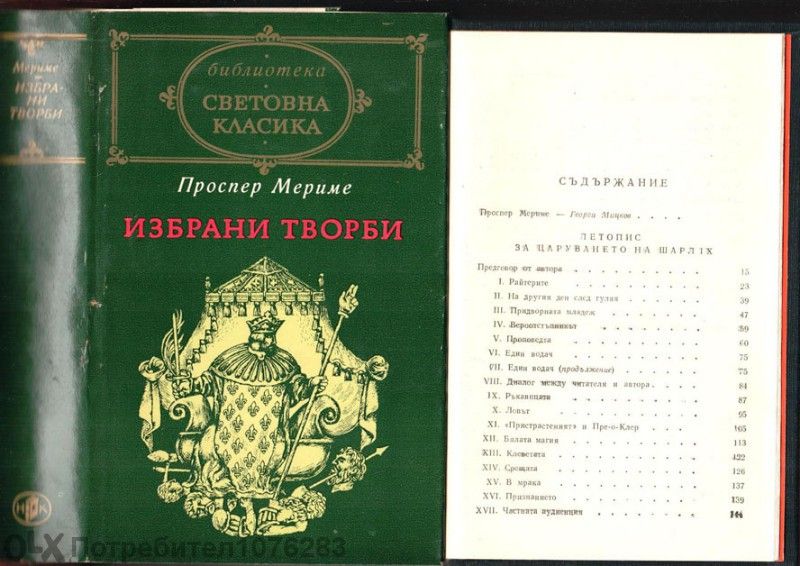 Мериме
ИЗБРА-
НИ
ТВОРБИ
НК
библиотека
СВЕТОВНА
КЛАСИКА
Проспер Мериме
ИЗБРАНИ ТВОРБИ
СЪДЪРЖАНИЕ
Проспер Мериме — Георги Мицков . . . .
ЛЕТОПИС
ЗА ЦАРУВАНЕТО НА ШАРЛ IX
Предговор от автора 15
I. Райтерите 23
II. На другия ден след гуляя 39
III. Придворната младеж 47
IV. Вероотстъпникът 59
V. Проповедта 60
VI. Един водач 75
VII. Един водач (продължение) 75
VIII. Диалог между читателя и автора 84
IX. Ръкавицата 87
X. Ловът 95
XI. «Пристрастеният» и Пре-о-Клер 105
XII. Бялата магия 113
XIII. Клеветата 122
XIV. Срещата 126
XV. В мрака 137
XVI. Признанието 139
XVII. Частната аудиенция 144
OLX Потребител1076283